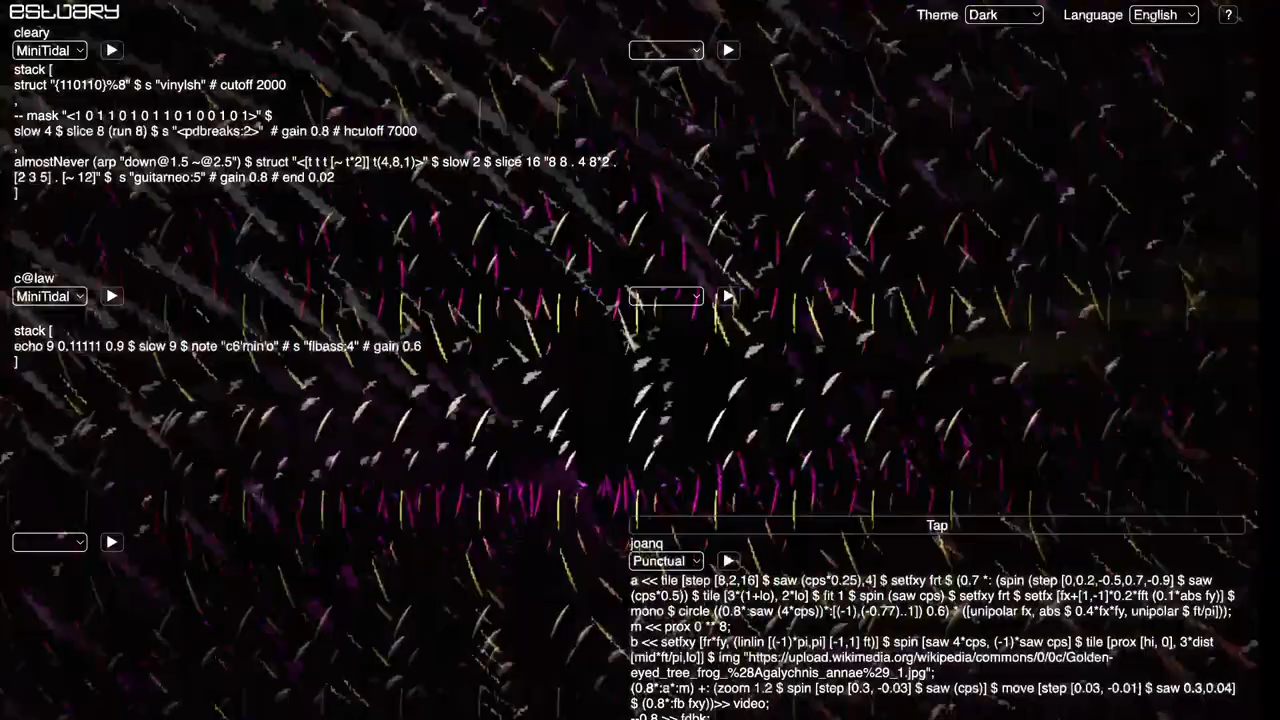 estuary
Theme Dark Language English ?
cleary
MiniTidal
stack [
struct "{110110}%8" $ s "vinylsh" # cutoff 2000
,
-- mask "<1 0 1 1 0 1 0 1 1 0 1 0 0 1 0 1>" $
slow 4 $ slice 8 (run 8) $ s "<pdbreaks:2>" # gain 0.8 # hcutoff 7000
,
almostNever (arp "down@1.5 ~@2.5") $ struct "<[t t t [~ t*2]] t(4,8,1)>" $ slow 2 $ slice 16 "8 8 . 4 8*2 .
[2 3 5] . [~ 12]" $ s "guitarneo:5" # gain 0.8 # end 0.02
]
c@law
MiniTidal
stack [
echo 9 0.11111 0.9 $ slow 9 $ note "c6'min'o" # s "flbass:4" # gain 0.6
]
Tap
joanq
Punctual
a << tile [step [8,2,16] $ saw (cps*0.25),4] $ setfxy frt $ (0.7 *: (spin (step [0,0.2,-0.5,0.7,-0.9] $ saw
(cps*0.5)) $ tile [3*(1+lo), 2*lo] $ fit 1 $ spin (saw cps) $ setfxy frt $ setfx [fx+[1,-1]*0.2*fft (0.1*abs fy)] $
mono $ circle ((0.8*:saw (4*cps))*:[(-1),(-0.77)..1]) 0.6) * ([unipolar fx, abs $ 0.4*fx*fy, unipolar $ ft/pi]));
m << prox 0 ** 8;
b << setfxy [fr*fy, (linlin [(-1)*pi,pi] [-1,1] ft)] $ spin [saw 4*cps, (-1)*saw cps] $ tile [prox [hi, 0], 3*dist
[mid*ft/pi,lo]] $ img "https://upload.wikimedia.org/wikipedia/commons/0/0c/Golden-
eyed_tree_frog_%28Agalychnis_annae%29_1.jpg";
(0.8*:a*:m) +: (zoom 1.2 $ spin [step [0.3, -0.03] $ saw (cps)] $ move [step [0.03, -0.01] $ saw 0.3,0.04]
$ (0.8*:fb fxy))>> video;
--0.8 >> fdbk;